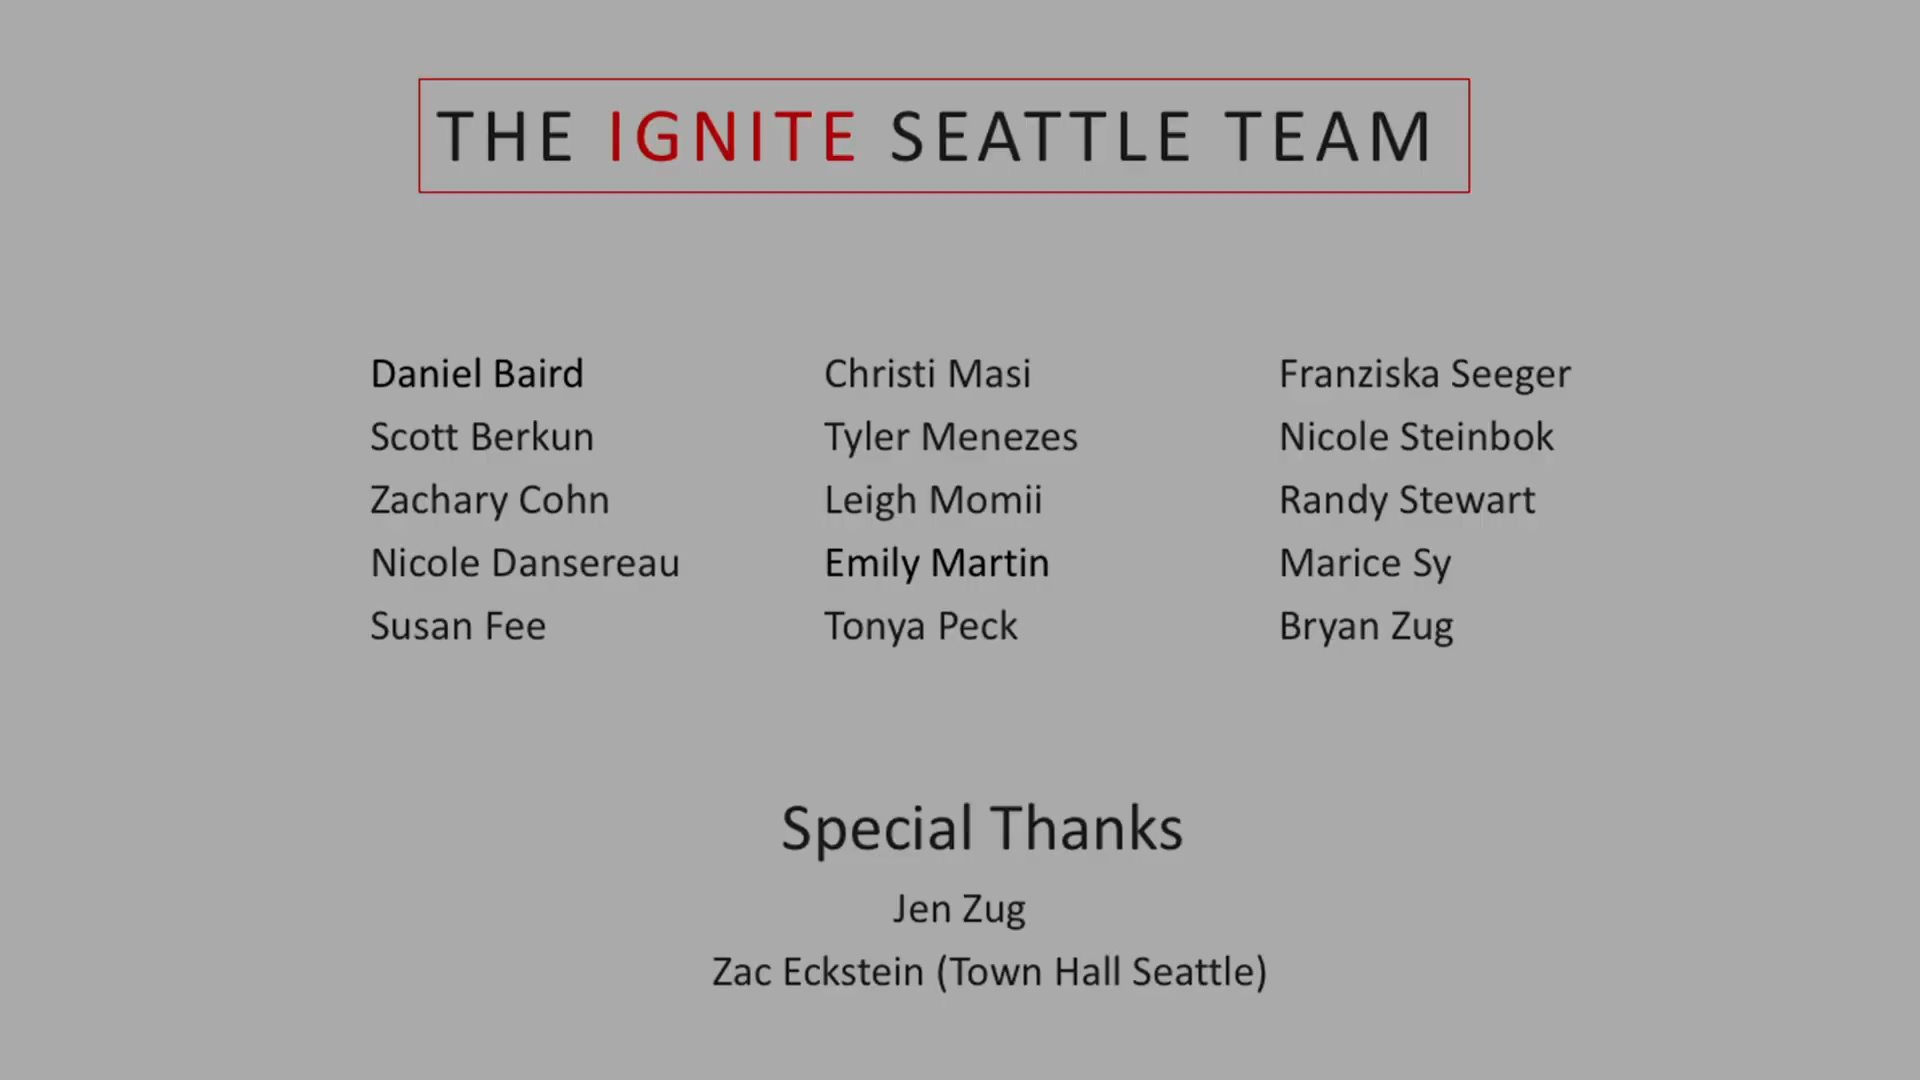 THE IGNITE SEATTLE TEAM
Daniel Baird
Scott Berkun
Zachary Cohn
Nicole Dansereau
Susan Fee
Christi Masi
Tyler Menezes
Leigh Momii
Emily Martin
Tonya Peck
Franziska Seeger
Nicole Steinbok
Randy Stewart
Marice Sy
Bryan Zug
Special Thanks
Jen Zug
Zac Eckstein (Town Hall Seattle)